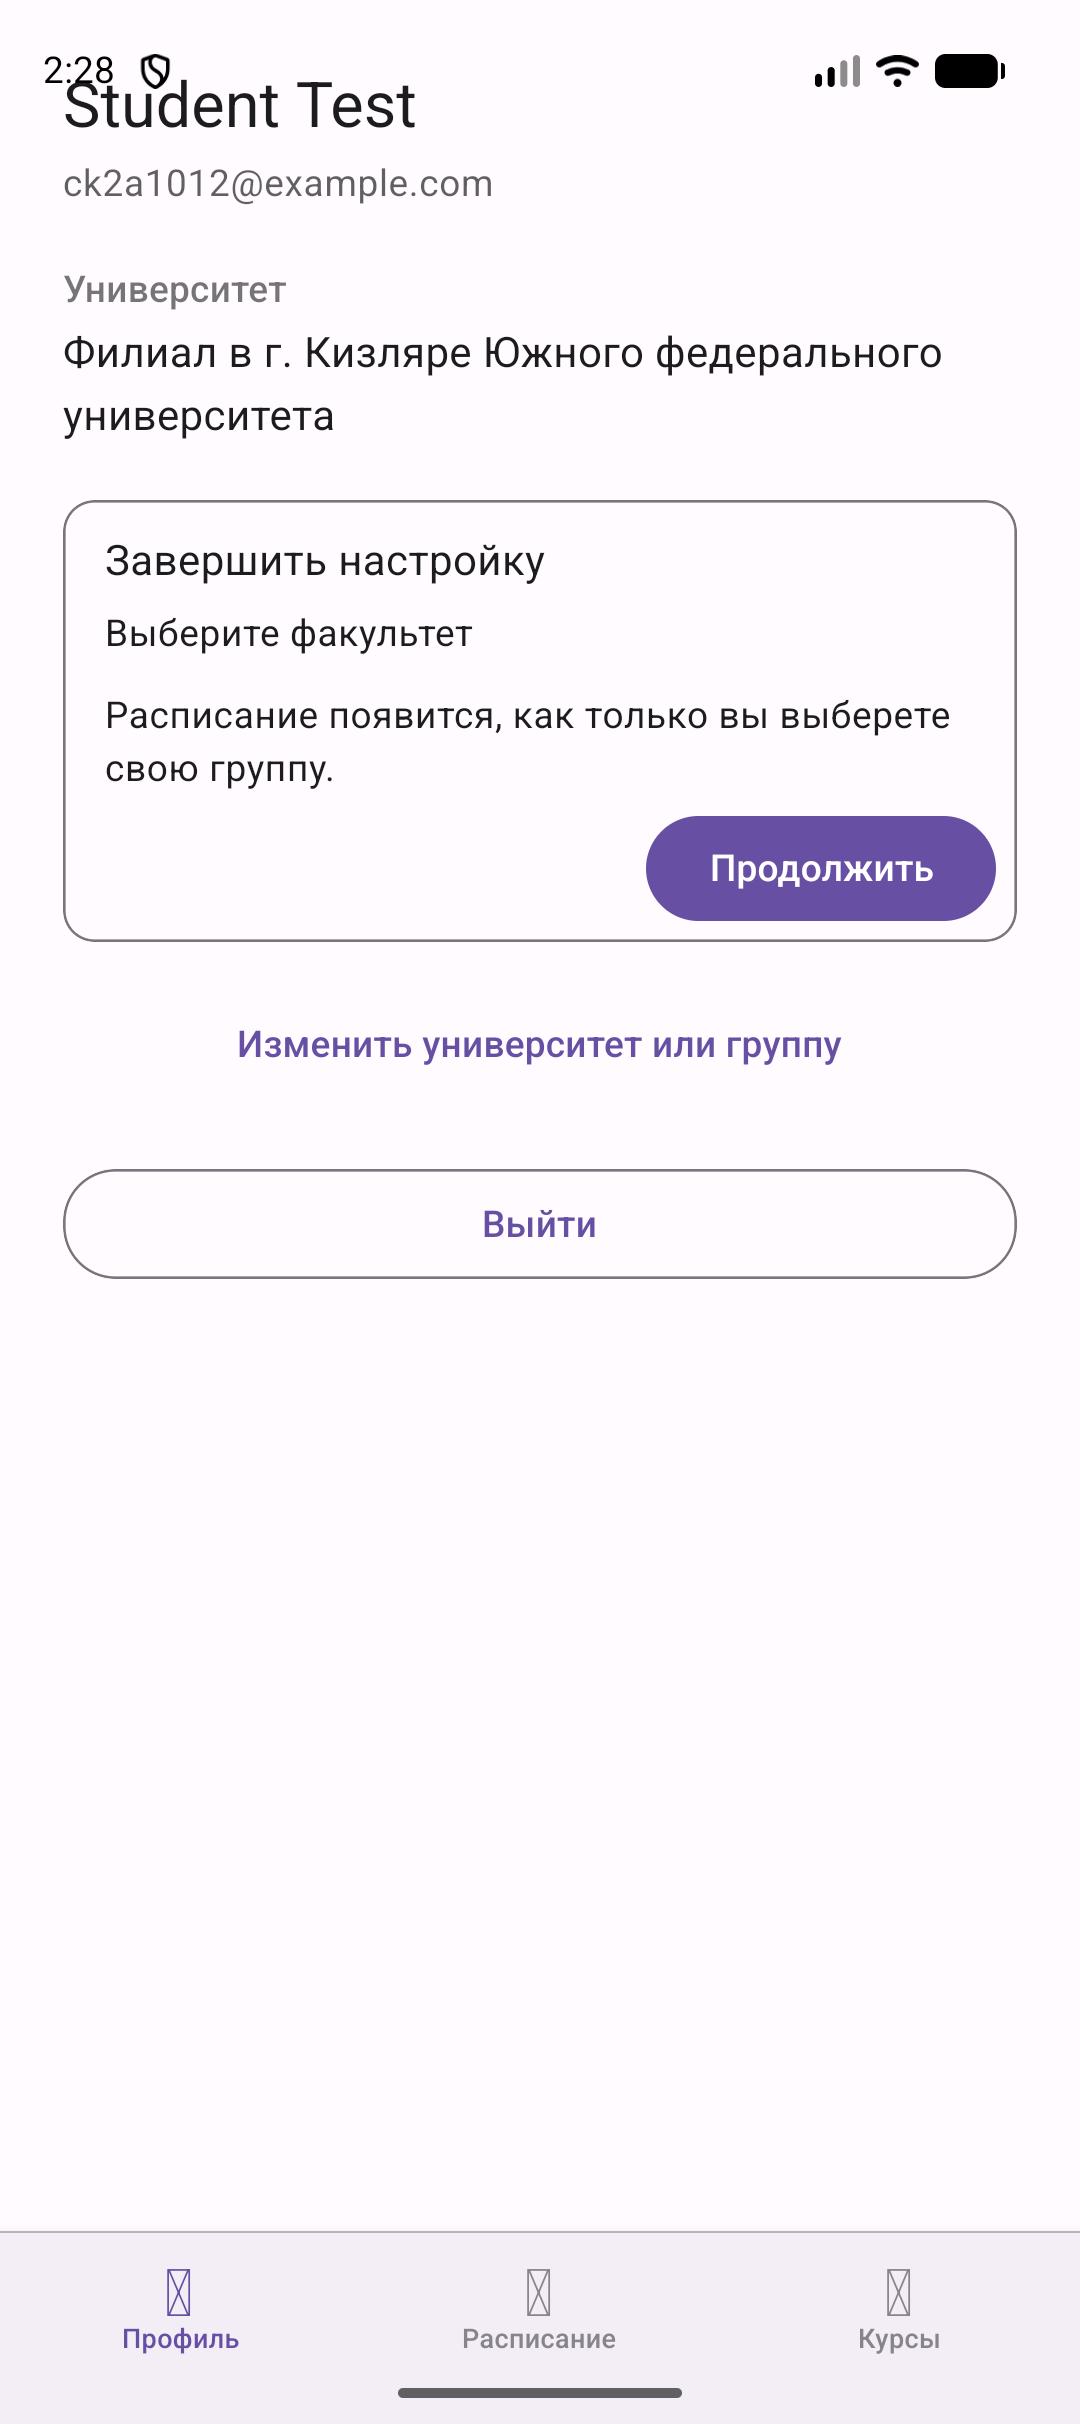 2:28
Student Test
ck2a1012@example.com
Университет
Филиал в г. Кизляре Южного федерального
университета
Завершить настройку
Выберите факультет
Расписание появится, как только вы выберете
свою группу.
Продолжить
Изменить университет или группу
Выйти
Профиль
Расписание
Курсы